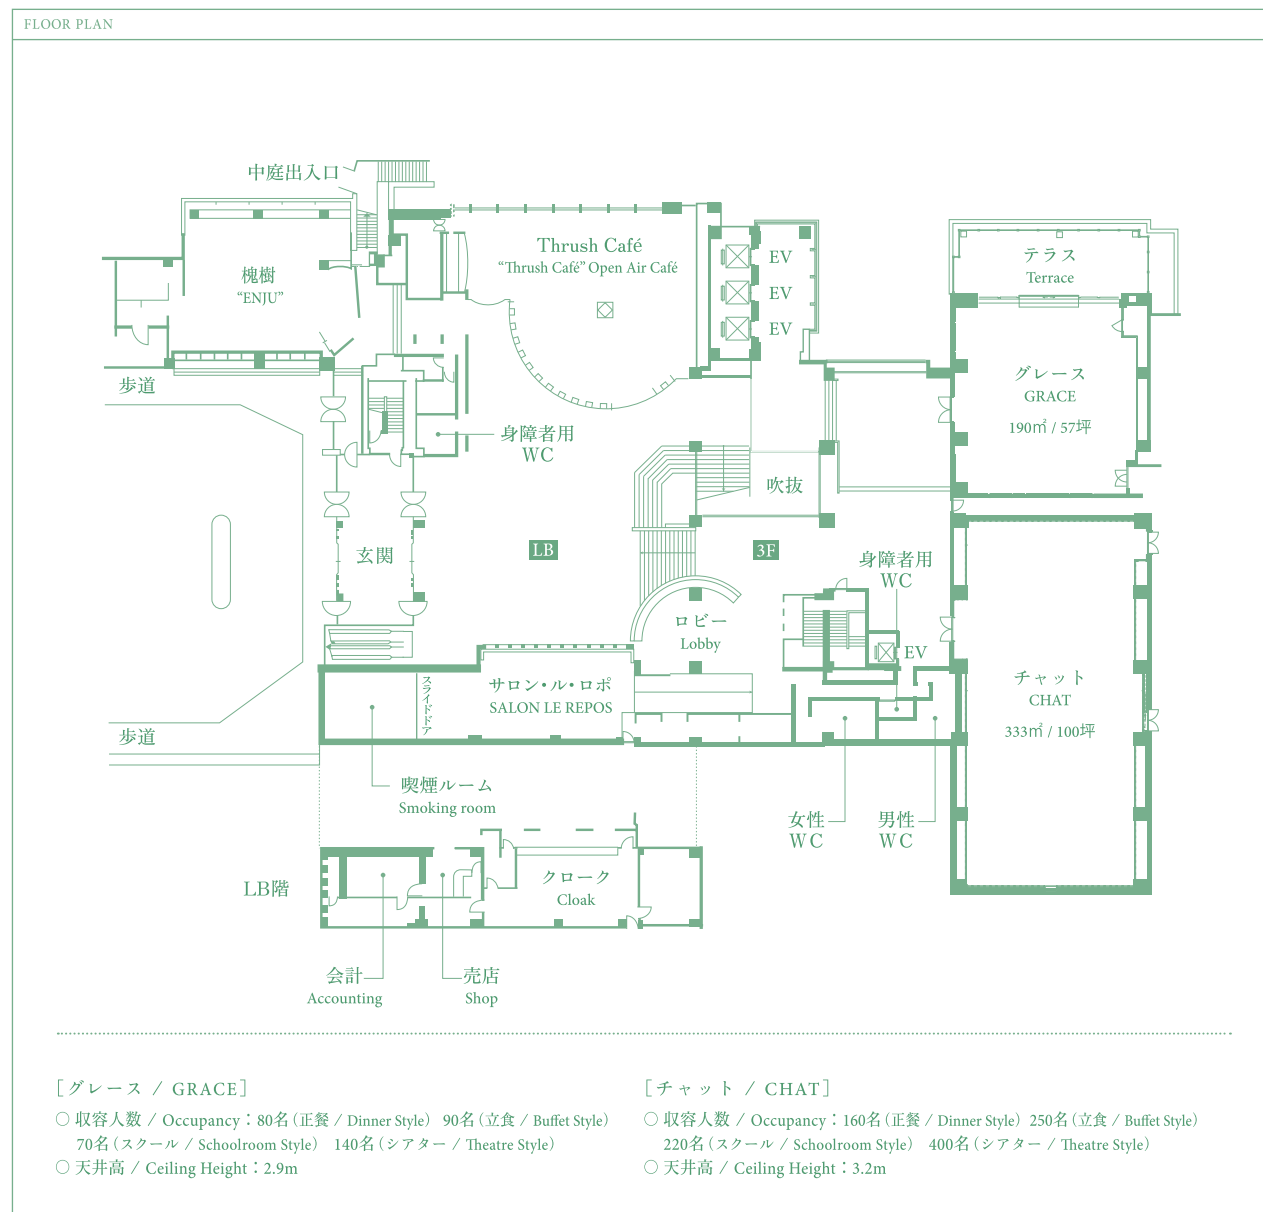 FLOOR PLAN
中庭出入口
Thrush Café
“Thrush Café” Open Air Café
EV
EV
EV
テラス
Terrace
槐樹
“ENJU”
歩道
グレース
GRACE
190㎡ / 57坪
身障者用
WC
吹抜
玄関
LB
3F
身障者用
WC
ロビー
Lobby
EV
スライドドア
サロン・ル・ロポ
SALON LE REPOS
チャット
CHAT
333㎡ / 100坪
歩道
喫煙ルーム
Smoking room
女性
WC
男性
WC
LB階
クローク
Cloak
会計
Accounting
売店
Shop
［グレース / GRACE］
○ 収容人数 / Occupancy：80名（正餐 / Dinner Style） 90名（立食 / Buffet Style）
70名（スクール / Schoolroom Style） 140名（シアター / Theatre Style）
○ 天井高 / Ceiling Height：2.9m
［チャット / CHAT］
○ 収容人数 / Occupancy：160名（正餐 / Dinner Style） 250名（立食 / Buffet Style）
220名（スクール / Schoolroom Style） 400名（シアター / Theatre Style）
○ 天井高 / Ceiling Height：3.2m